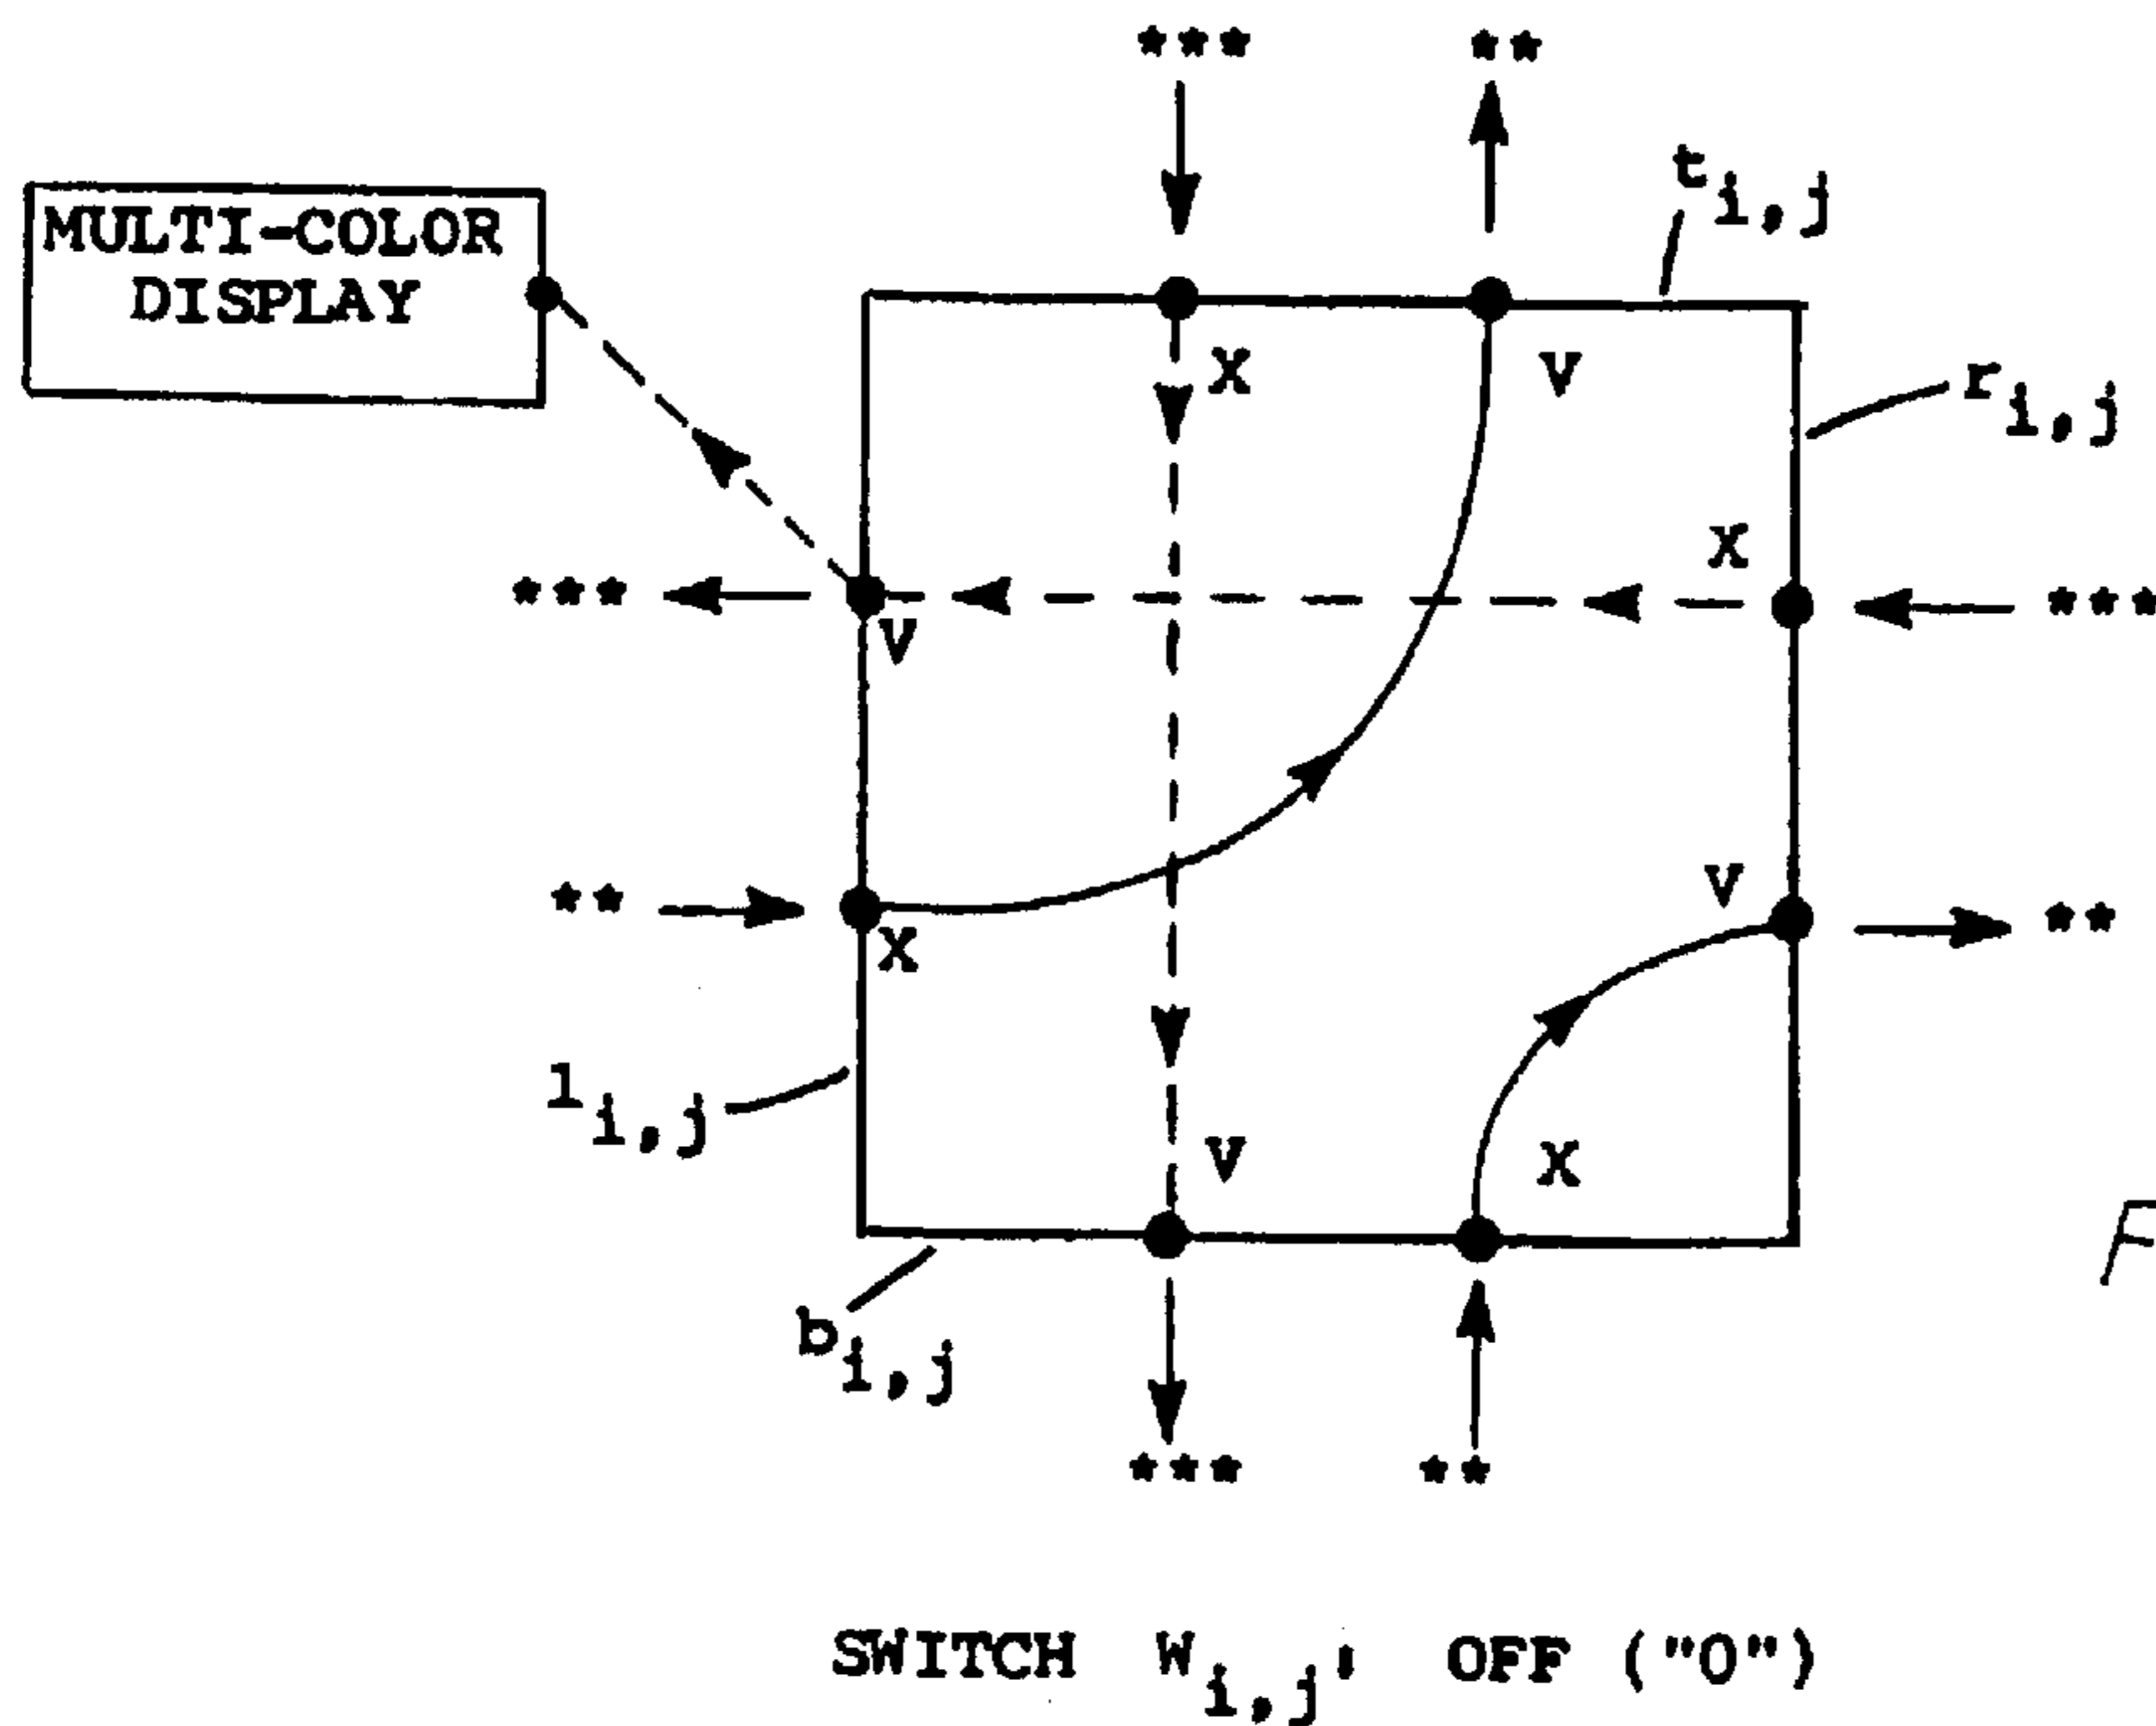 *** **
t i,j
MULTI-COLOR
DISPLAY
X V
r i,j
X
*** ***
V
V
** **
X
l i,j
V X
b i,j
*** **
SWITCH W i,j, OFF ("0")